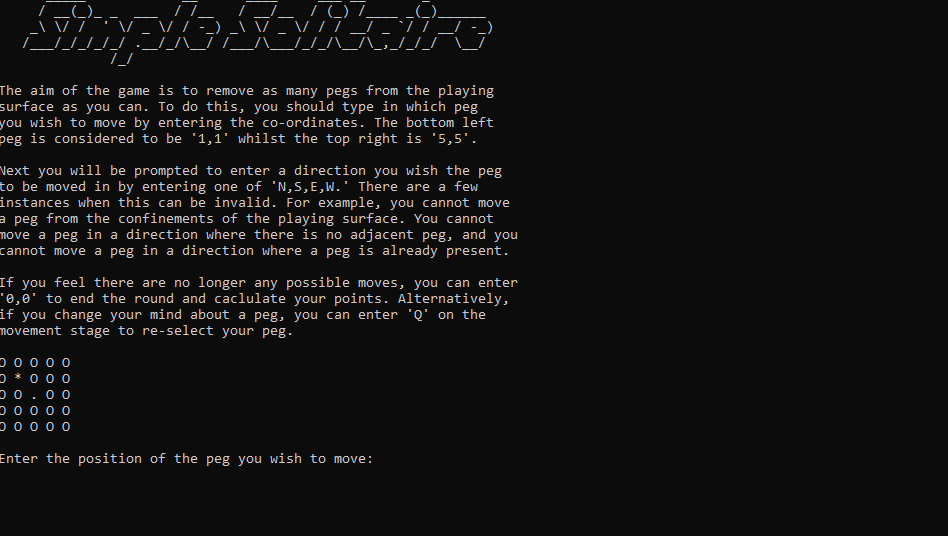 Simple Solitaire
The aim of the game is to remove as many pegs from the playing
surface as you can. To do this, you should type in which peg
you wish to move by entering the co-ordinates. The bottom left
peg is considered to be '1,1' whilst the top right is '5,5'.
Next you will be prompted to enter a direction you wish the peg
to be moved in by entering one of 'N,S,E,W.' There are a few
instances when this can be invalid. For example, you cannot move
a peg from the confinements of the playing surface. You cannot
move a peg in a direction where there is no adjacent peg, and you
cannot move a peg in a direction where a peg is already present.
If you feel there are no longer any possible moves, you can enter
'0,0' to end the round and caclulate your points. Alternatively,
if you change your mind about a peg, you can enter 'Q' on the
movement stage to re-select your peg.
O O O O O
O * O O O
O O . O O
O O O O O
O O O O O
Enter the position of the peg you wish to move: